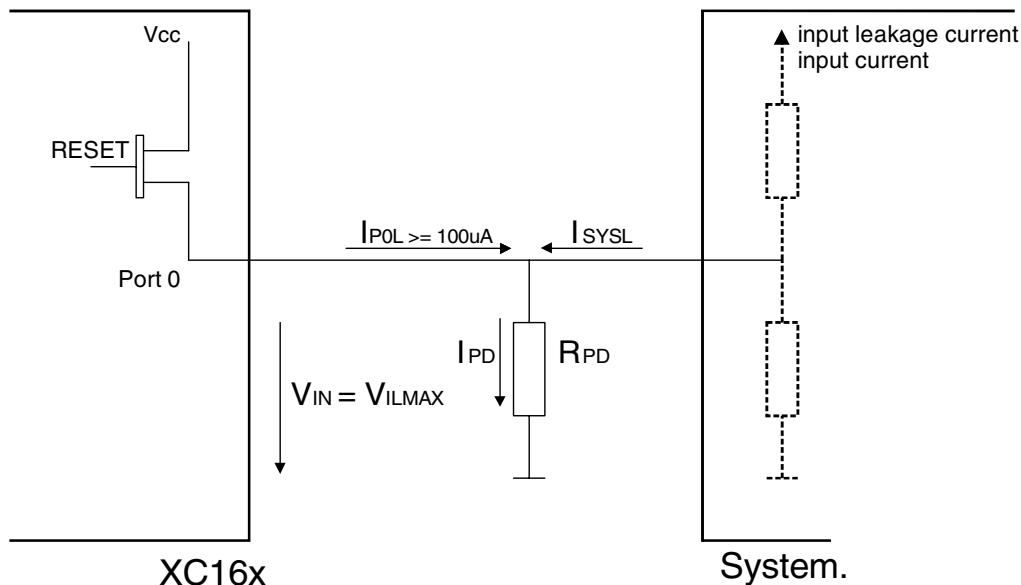 Vcc
input leakage current
input current
RESET
IP0L >= 100uA
ISYSL
Port 0
IPD
RPD
VIN = VILMAX
XC16x
System.